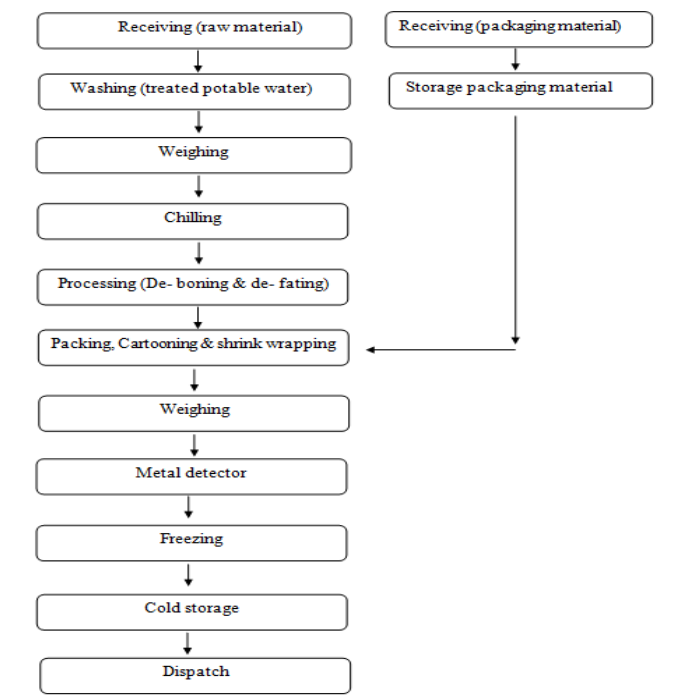 Receiving (raw material)
Washing (treated potable water)
Weighing
Chilling
Processing (De- boning & de- fating)
Packing, Cartooning & shrink wrapping
Weighing
Metal detector
Freezing
Cold storage
Dispatch
Receiving (packaging material)
Storage packaging material